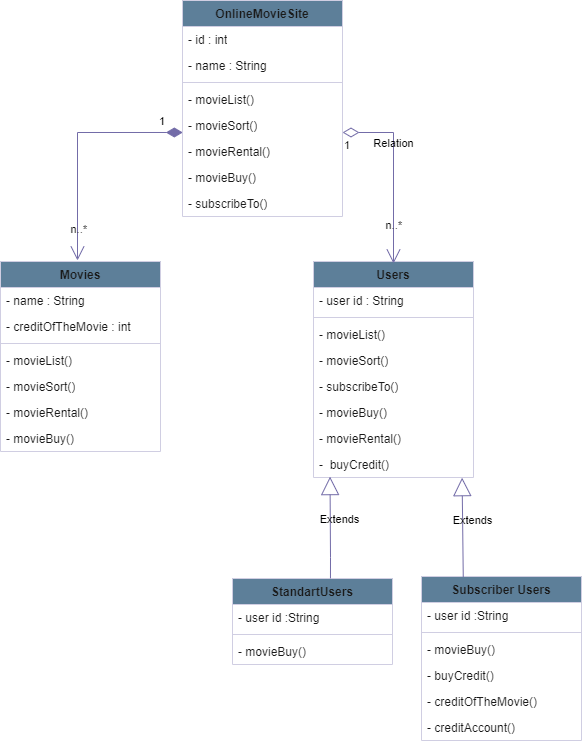 OnlineMovieSite
- id : int
- name : String
- movieList()
- movieSort()
- movieRental()
- movieBuy()
- subscribeTo()
1
1
Relation
n..*
n..*
Movies
- name : String
- creditOfTheMovie : int
- movieList()
- movieSort()
- movieRental()
- movieBuy()
Users
- user id : String
- movieList()
- movieSort()
- subscribeTo()
- movieBuy()
- movieRental()
- buyCredit()
Extends
Extends
StandartUsers
- user id :String
- movieBuy()
Subscriber Users
- user id :String
- movieBuy()
- buyCredit()
- creditOfTheMovie()
- creditAccount()